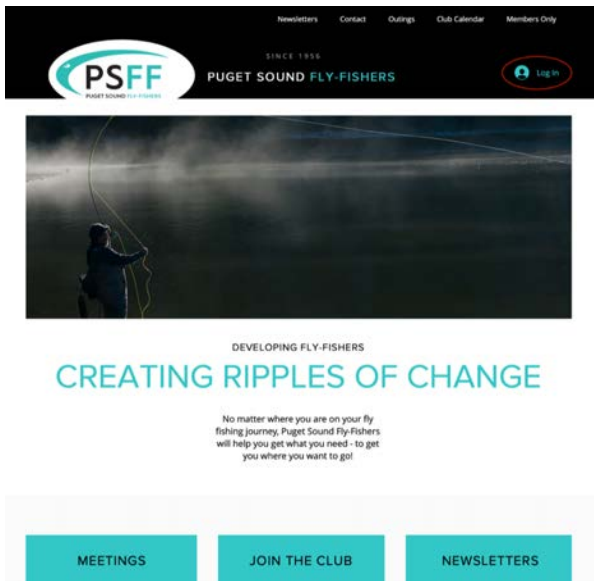 Newsletters Contact Outings Club Calendar Members Only
SINCE 1956
PSFF
PUGET SOUND FLY-FISHERS
PUGET SOUND FLY-FISHERS
Log In
DEVELOPING FLY-FISHERS
CREATING RIPPLES OF CHANGE
No matter where you are on your fly
fishing journey, Puget Sound Fly-Fishers
will help you get what you need - to get
you where you want to go!
MEETINGS
JOIN THE CLUB
NEWSLETTERS